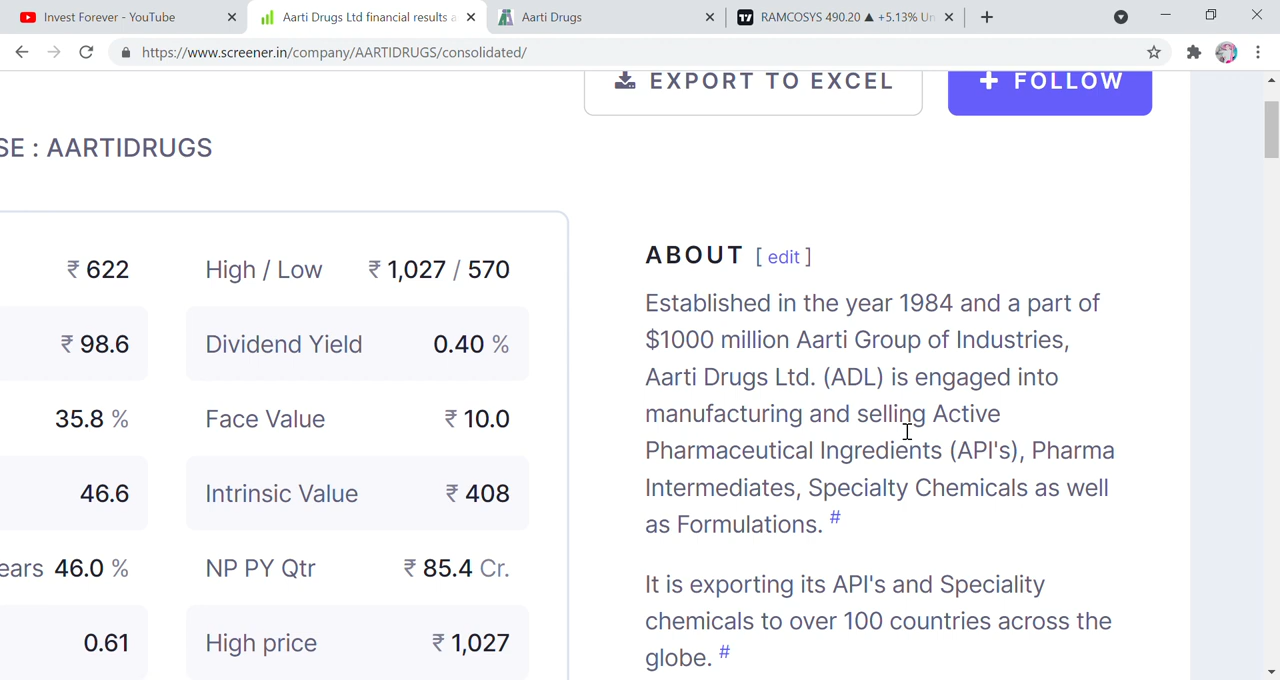 Invest Forever - YouTube
Aarti Drugs Ltd financial results a
Aarti Drugs
RAMCOSYS 490.20 ▲ +5.13% Un
https://www.screener.in/company/AARTIDRUGS/consolidated/
EXPORT TO EXCEL
+ FOLLOW
SE : AARTIDRUGS
₹ 622 High / Low ₹ 1,027 / 570
₹ 98.6 Dividend Yield 0.40 %
35.8 % Face Value ₹ 10.0
46.6 Intrinsic Value ₹ 408
ears 46.0 % NP PY Qtr ₹ 85.4 Cr.
0.61 High price ₹ 1,027
ABOUT [ edit ]
Established in the year 1984 and a part of
$1000 million Aarti Group of Industries,
Aarti Drugs Ltd. (ADL) is engaged into
manufacturing and selling Active
Pharmaceutical Ingredients (API's), Pharma
Intermediates, Specialty Chemicals as well
as Formulations. #
It is exporting its API's and Speciality
chemicals to over 100 countries across the
globe. #